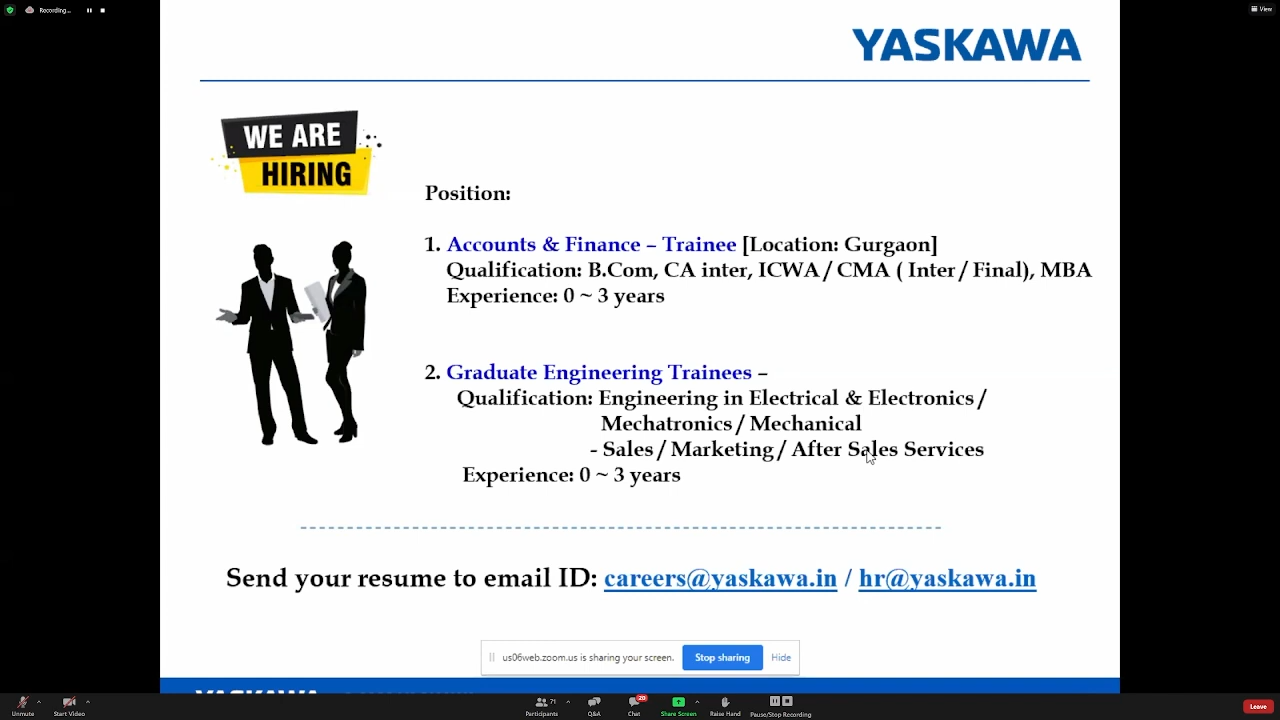 Recording...
View
YASKAWA
WE ARE
HIRING
Position:
1. Accounts & Finance – Trainee [Location: Gurgaon]
Qualification: B.Com, CA inter, ICWA / CMA ( Inter / Final), MBA
Experience: 0 ~ 3 years
2. Graduate Engineering Trainees –
Qualification: Engineering in Electrical & Electronics /
Mechatronics / Mechanical
- Sales / Marketing / After Sales Services
Experience: 0 ~ 3 years
Send your resume to email ID: careers@yaskawa.in / hr@yaskawa.in
us06web.zoom.us is sharing your screen. Stop sharing Hide
YASKAWA
71 28
Unmute Start Video Participants Q&A Chat Share Screen Raise Hand Pause/Stop Recording Leave